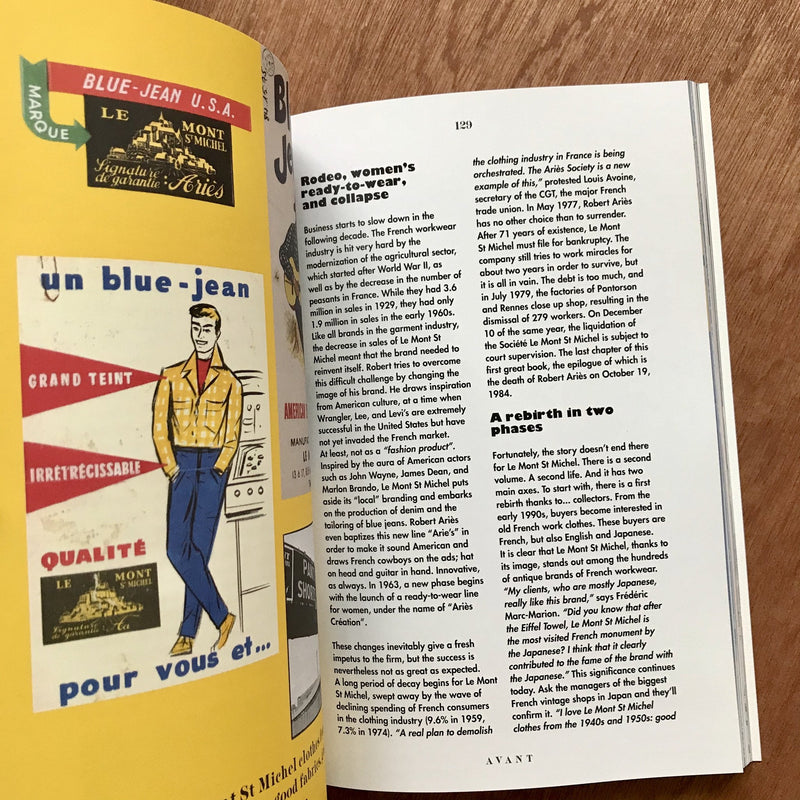 MARQUE
BLUE-JEAN U.S.A.
LE MONT
ST MICHEL
Signature
de garantie Ariès
un blue-jean
GRAND TEINT
IRRÉTRÉCISSABLE
QUALITÉ
LE MONT
ST MICHEL
Signature
de garantie
pour vous et...
AMERICAN
MANUF
St Michel clothes
good fabrics
129
Rodeo, women's
ready-to-wear,
and collapse
Business starts to slow down in the
following decade. The French workwear
industry is hit very hard by the
modernization of the agricultural sector,
which started after World War II, as
well as by the decrease in the number of
peasants in France. While they had 3.6
million in sales in 1929, they had only
1.9 million in sales in the early 1960s.
Like all brands in the garment industry,
the decrease in sales of Le Mont St
Michel meant that the brand needed to
reinvent itself. Robert tries to overcome
this difficult challenge by changing the
image of his brand. He draws inspiration
from American culture, at a time when
Wrangler, Lee, and Levi's are extremely
successful in the United States but have
not yet invaded the French market.
At least, not as a "fashion product".
Inspired by the aura of American actors
such as John Wayne, James Dean, and
Marlon Brando, Le Mont St Michel puts
aside its "local" branding and embarks
on the production of denim and the
tailoring of blue jeans. Robert Ariès
even baptizes this new line "Arie's" in
order to make it sound American and
draws French cowboys on the ads; hat
on head and guitar in hand. Innovative,
as always. In 1963, a new phase begins
with the launch of a ready-to-wear line
for women, under the name of "Ariès
Création".
These changes inevitably give a fresh
impetus to the firm, but the success is
nevertheless not as great as expected.
A long period of decay begins for Le Mont
St Michel, swept away by the wave of
declining spending of French consumers
in the clothing industry (9.6% in 1959,
7.3% in 1974). "A real plan to demolish
the clothing industry in France is being
orchestrated. The Ariès Society is a new
example of this," protested Louis Avoine,
secretary of the CGT, the major French
trade union. In May 1977, Robert Ariès
has no other choice than to surrender.
After 71 years of existence, Le Mont
St Michel must file for bankruptcy. The
company still tries to work miracles for
about two years in order to survive, but
it is all in vain. The debt is too much, and
in July 1979, the factories of Pontorson
and Rennes close up shop, resulting in the
dismissal of 279 workers. On December
10 of the same year, the liquidation of
the Société Le Mont St Michel is subject to
court supervision. The last chapter of this
first great book, the epilogue of which is
the death of Robert Ariès on October 19,
1984.
A rebirth in two
phases
Fortunately, the story doesn't end there
for Le Mont St Michel. There is a second
volume. A second life. And it has two
main axes. To start with, there is a first
rebirth thanks to... collectors. From the
early 1990s, buyers become interested in
old French work clothes. These buyers are
French, but also English and Japanese.
It is clear that Le Mont St Michel, thanks to
its image, stands out among the hundreds
of antique brands of French workwear.
"My clients, who are mostly Japanese,
really like this brand," says Frédéric
Marc-Marion. "Did you know that after
the Eiffel Towel, Le Mont St Michel is
the most visited French monument by
the Japanese? I think that it clearly
contributed to the fame of the brand with
the Japanese." This significance continues
today. Ask the managers of the biggest
French vintage shops in Japan and they'll
confirm it. "I love Le Mont St Michel
clothes from the 1940s and 1950s: good
AVANT